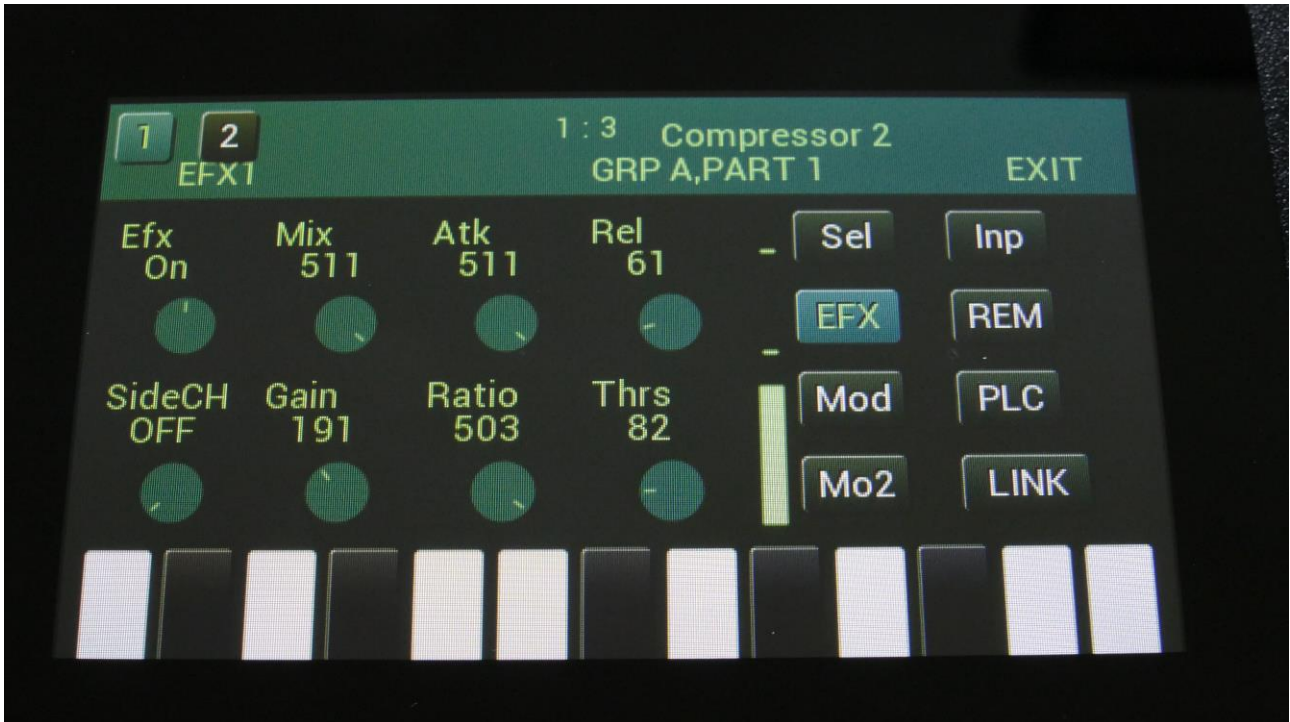 1 2 1 : 3 Compressor 2
EFX1 GRP A,PART 1 EXIT
Efx Mix Atk Rel Sel Inp
On 511 511 61
EFX REM
SideCH Gain Ratio Thrs Mod PLC
OFF 191 503 82
Mo2 LINK